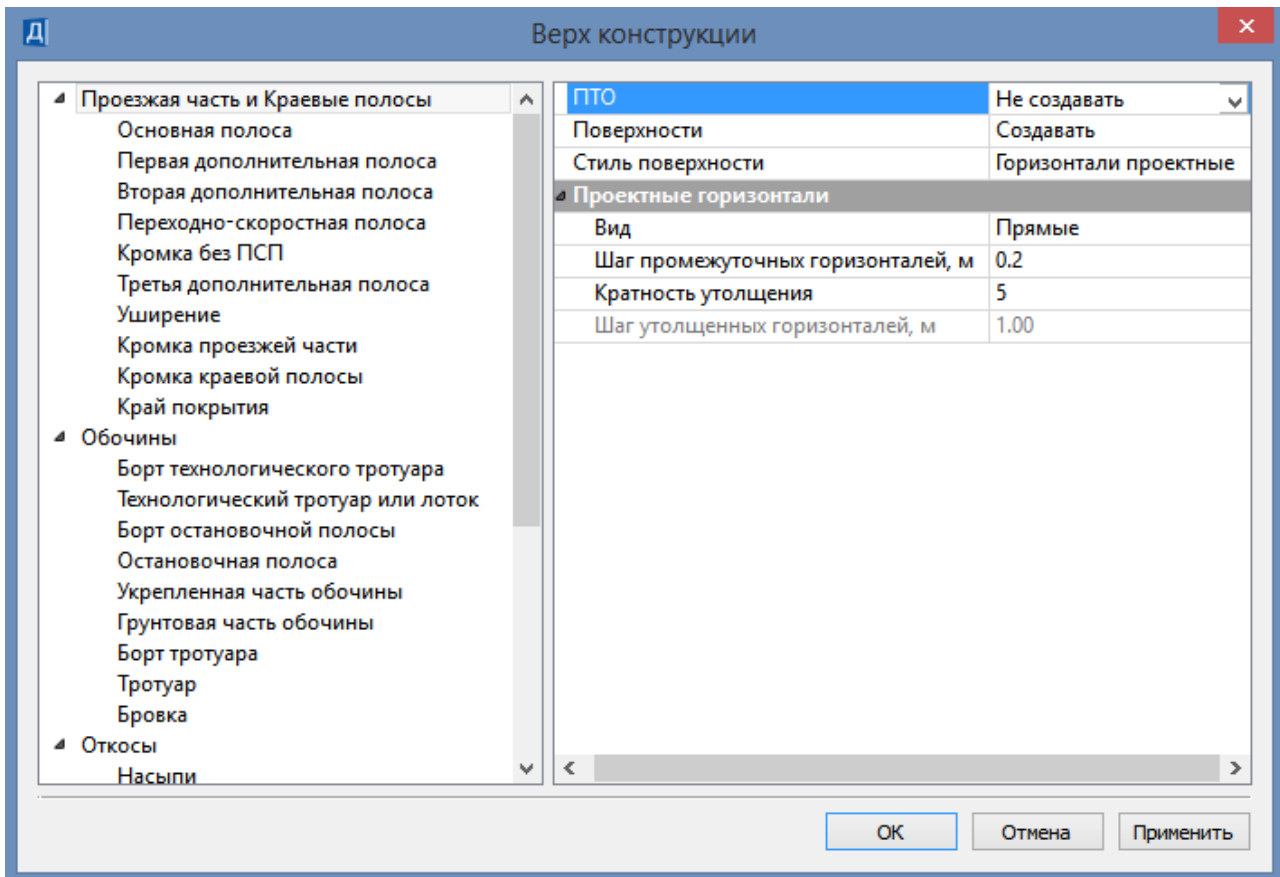 Д
Верх конструкции
Проезжая часть и Краевые полосы
Основная полоса
Первая дополнительная полоса
Вторая дополнительная полоса
Переходно-скоростная полоса
Кромка без ПСП
Третья дополнительная полоса
Уширение
Кромка проезжей части
Кромка краевой полосы
Край покрытия
Обочины
Борт технологического тротуара
Технологический тротуар или лоток
Борт остановочной полосы
Остановочная полоса
Укрепленная часть обочины
Грунтовая часть обочины
Борт тротуара
Тротуар
Бровка
Откосы
Насыпи
ПТО Не создавать
Поверхности Создавать
Стиль поверхности Горизонтали проектные
Проектные горизонтали
Вид Прямые
Шаг промежуточных горизонталей, м 0.2
Кратность утолщения 5
Шаг утолщенных горизонталей, м 1.00
ОК Отмена Применить